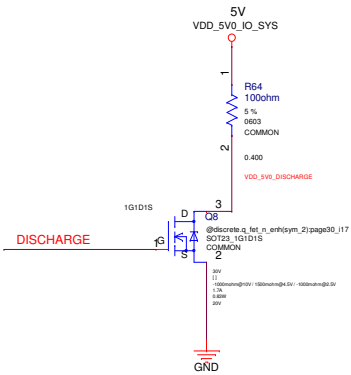 5V
VDD_5V0_IO_SYS
1
R64
100ohm
5 %
0603
COMMON
2
0.400
VDD_5V0_DISCHARGE
1G1D1S
3
D
Q8
@discrete.q_fet_n_enh(sym_2):page30_i17
DISCHARGE
1
G
SOT23_1G1D1S
COMMON
S
2
30V
[ ]
~1000mohm@10V / 1500mohm@4.5V / ~1000mohm@2.5V
1.7A
0.83W
20V
GND